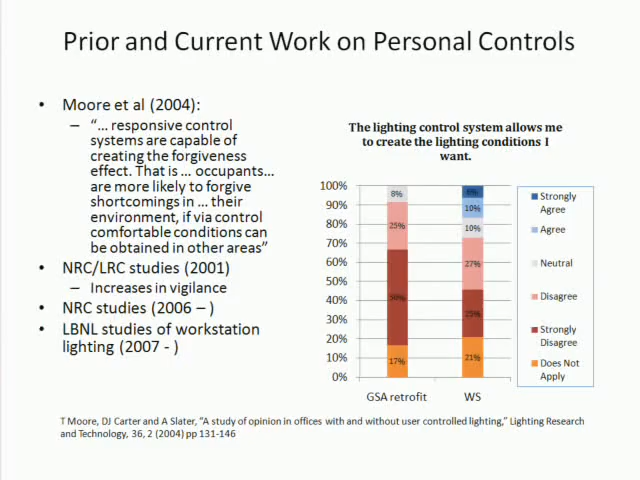 Prior and Current Work on Personal Controls
• Moore et al (2004):
– “… responsive control
systems are capable of
creating the forgiveness
effect. That is … occupants…
are more likely to forgive
shortcomings in … their
environment, if via control
comfortable conditions can
be obtained in other areas”
• NRC/LRC studies (2001)
– Increases in vigilance
• NRC studies (2006 – )
• LBNL studies of workstation
lighting (2007 - )
The lighting control system allows me
to create the lighting conditions I
want.
100%
90%
80%
70%
60%
50%
40%
30%
20%
10%
0%
8%
25%
50%
17%
6%
10%
10%
27%
25%
21%
GSA retrofit
WS
Strongly
Agree
Agree
Neutral
Disagree
Strongly
Disagree
Does Not
Apply
T Moore, DJ Carter and A Slater, “A study of opinion in offices with and without user controlled lighting,” Lighting Research
and Technology, 36, 2 (2004) pp 131-146